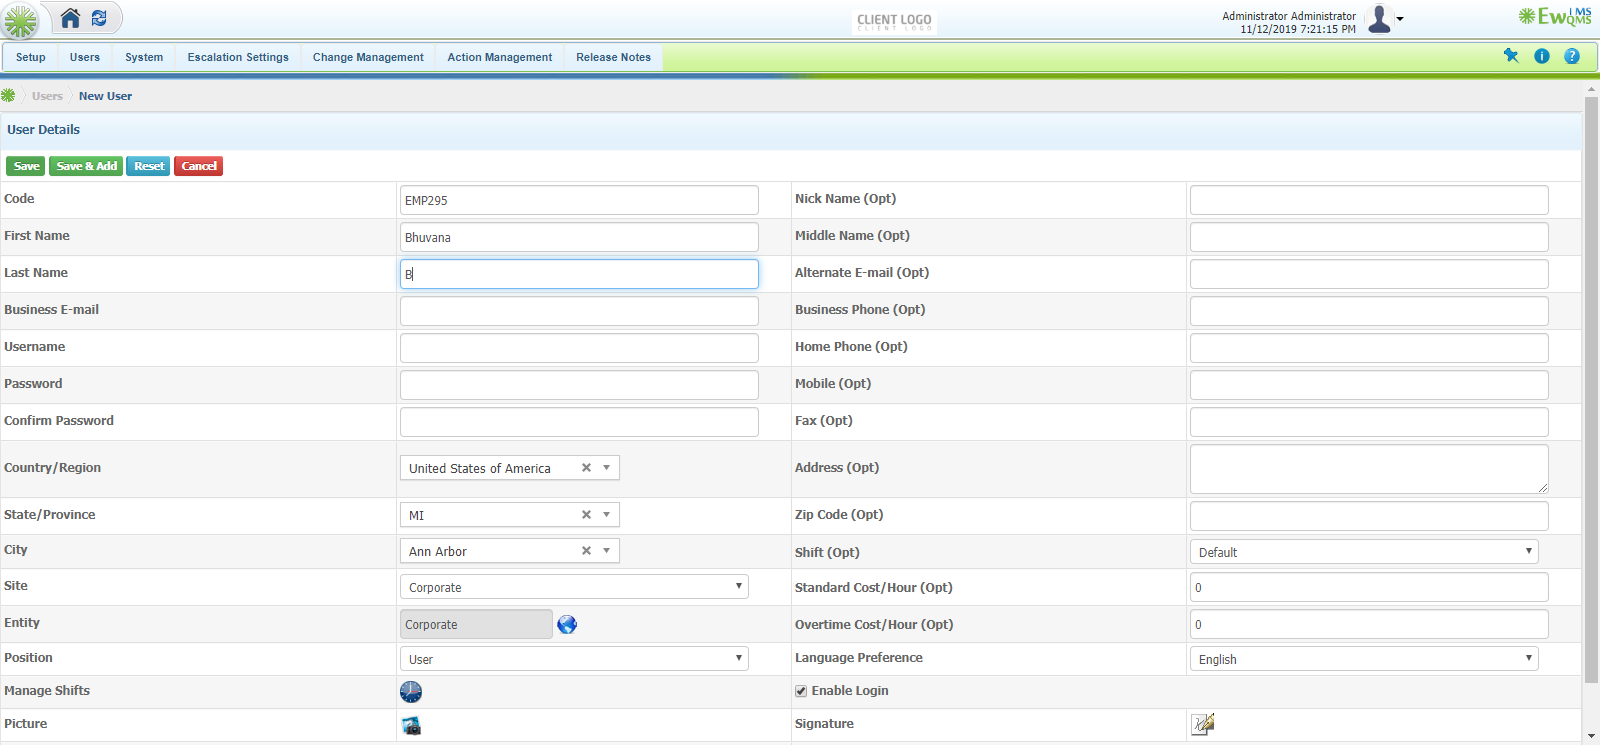 CLIENT LOGO
Administrator Administrator
11/12/2019 7:21:15 PM
EwQMS IMS
Setup Users System Escalation Settings Change Management Action Management Release Notes
Users New User
User Details
Save Save & Add Reset Cancel
Code EMP295 Nick Name (Opt)
First Name Bhuvana Middle Name (Opt)
Last Name B Alternate E-mail (Opt)
Business E-mail Business Phone (Opt)
Username Home Phone (Opt)
Password Mobile (Opt)
Confirm Password Fax (Opt)
Country/Region United States of America Address (Opt)
State/Province MI Zip Code (Opt)
City Ann Arbor Shift (Opt) Default
Site Corporate Standard Cost/Hour (Opt) 0
Entity Corporate Overtime Cost/Hour (Opt) 0
Position User Language Preference English
Manage Shifts Enable Login
Picture Signature